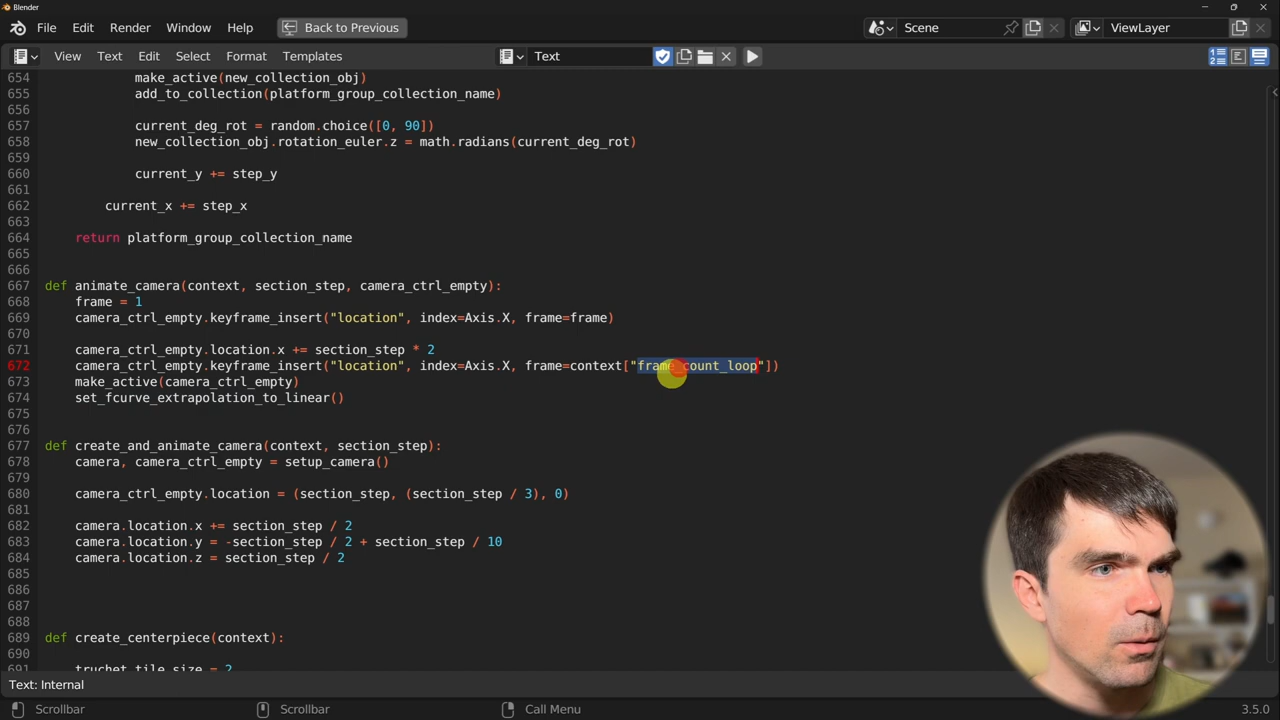 Blender
File Edit Render Window Help Back to Previous Scene ViewLayer
View Text Edit Select Format Templates Text
654 make_active(new_collection_obj)
655 add_to_collection(platform_group_collection_name)
656
657 current_deg_rot = random.choice([0, 90])
658 new_collection_obj.rotation_euler.z = math.radians(current_deg_rot)
659
660 current_y += step_y
661
662 current_x += step_x
663
664 return platform_group_collection_name
665
666
667 def animate_camera(context, section_step, camera_ctrl_empty):
668 frame = 1
669 camera_ctrl_empty.keyframe_insert("location", index=Axis.X, frame=frame)
670
671 camera_ctrl_empty.location.x += section_step * 2
672 camera_ctrl_empty.keyframe_insert("location", index=Axis.X, frame=context["frame_count_loop"])
673 make_active(camera_ctrl_empty)
674 set_fcurve_extrapolation_to_linear()
675
676
677 def create_and_animate_camera(context, section_step):
678 camera, camera_ctrl_empty = setup_camera()
679
680 camera_ctrl_empty.location = (section_step, (section_step / 3), 0)
681
682 camera.location.x += section_step / 2
683 camera.location.y = -section_step / 2 + section_step / 10
684 camera.location.z = section_step / 2
685
686
687
688
689 def create_centerpiece(context):
690
691 truchet_tile_size = 2
Text: Internal
Scrollbar Scrollbar Call Menu 3.5.0